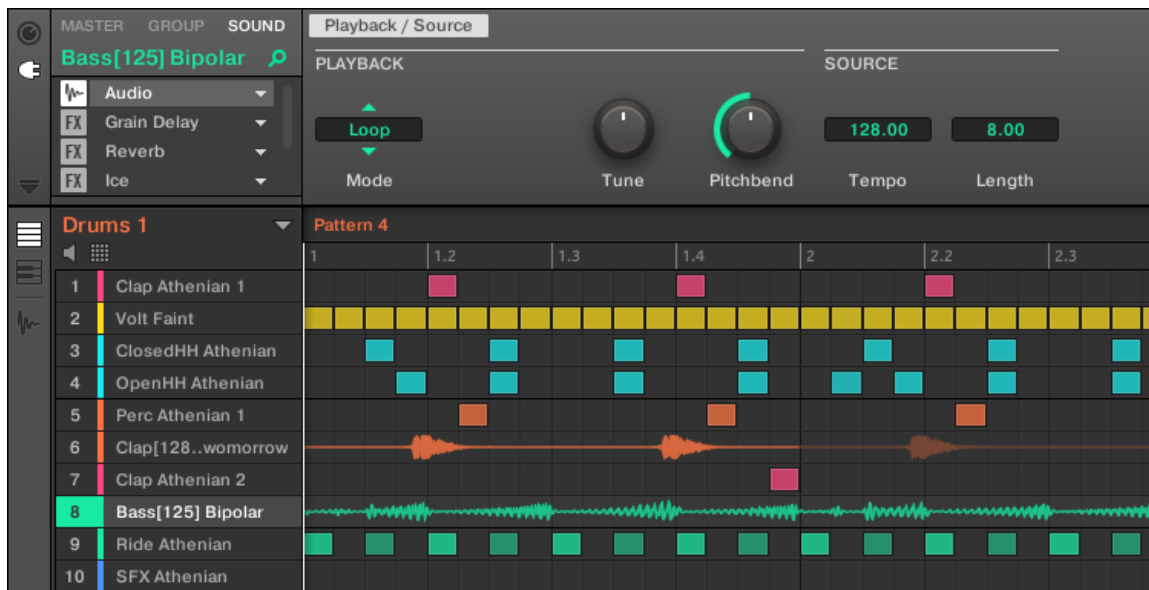 MASTER GROUP SOUND
Bass[125] Bipolar
Audio
FX Grain Delay
FX Reverb
FX Ice
Playback / Source
PLAYBACK
SOURCE
Loop
128.00
8.00
Mode
Tune
Pitchbend
Tempo
Length
Drums 1
Pattern 4
1 1.2 1.3 1.4 2 2.2 2.3
1 Clap Athenian 1
2 Volt Faint
3 ClosedHH Athenian
4 OpenHH Athenian
5 Perc Athenian 1
6 Clap[128..womorrow
7 Clap Athenian 2
8 Bass[125] Bipolar
9 Ride Athenian
10 SFX Athenian